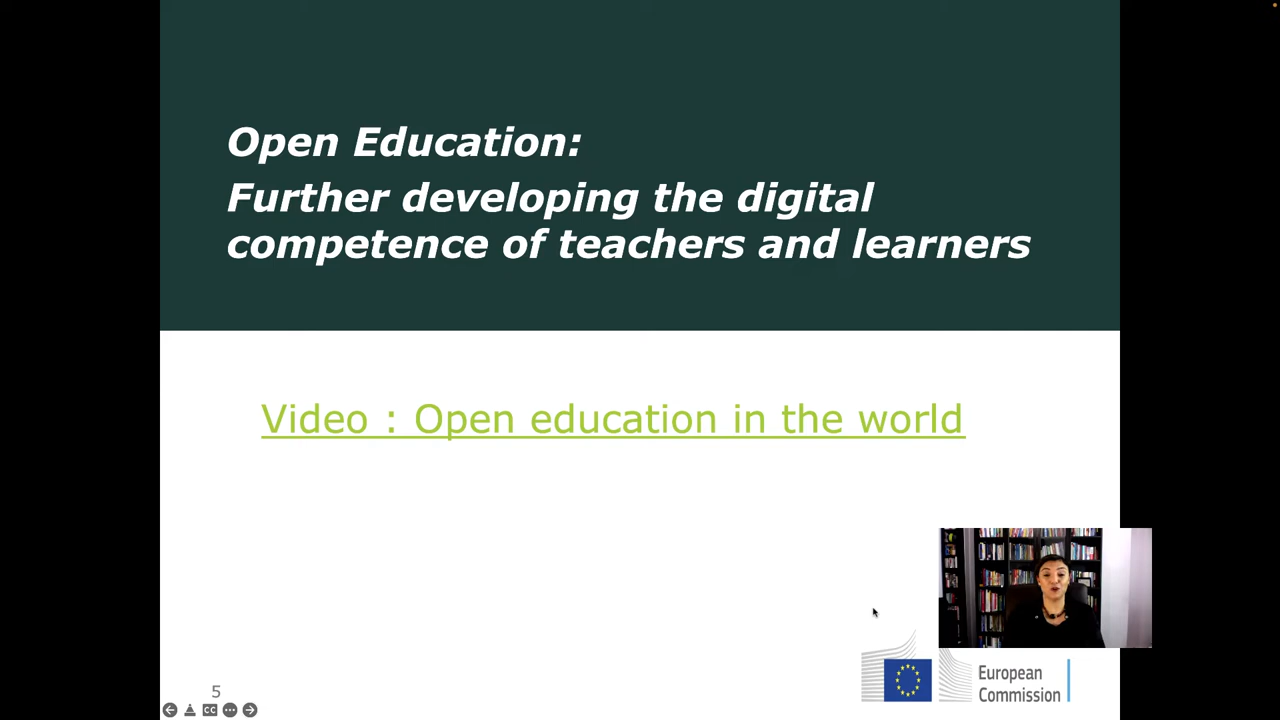 Open Education:
Further developing the digital
competence of teachers and learners
Video : Open education in the world
European
Commission
5
CC